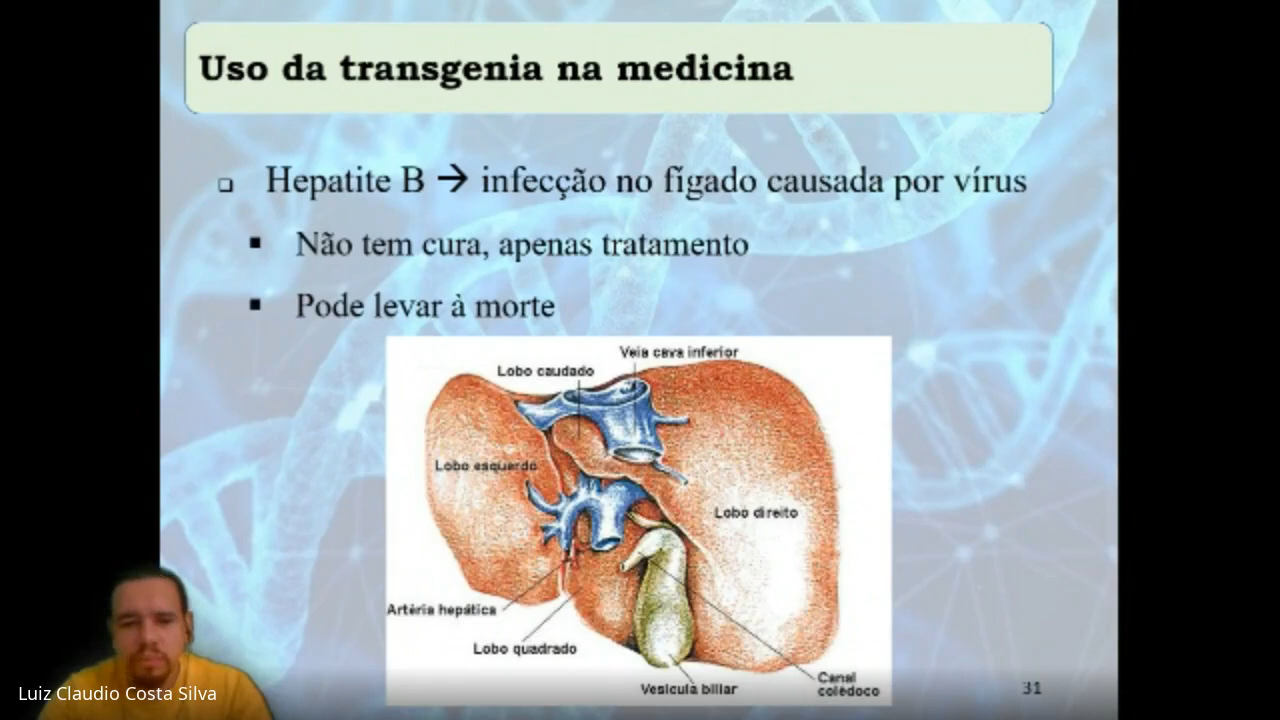 Uso da transgenia na medicina
❑ Hepatite B → infecção no fígado causada por vírus
▪ Não tem cura, apenas tratamento
▪ Pode levar à morte
Veia cava inferior
Lobo caudado
Lobo esquerdo
Lobo direito
Artéria hepática
Lobo quadrado
Vesícula biliar
Canal
colédoco
31
Luiz Claudio Costa Silva